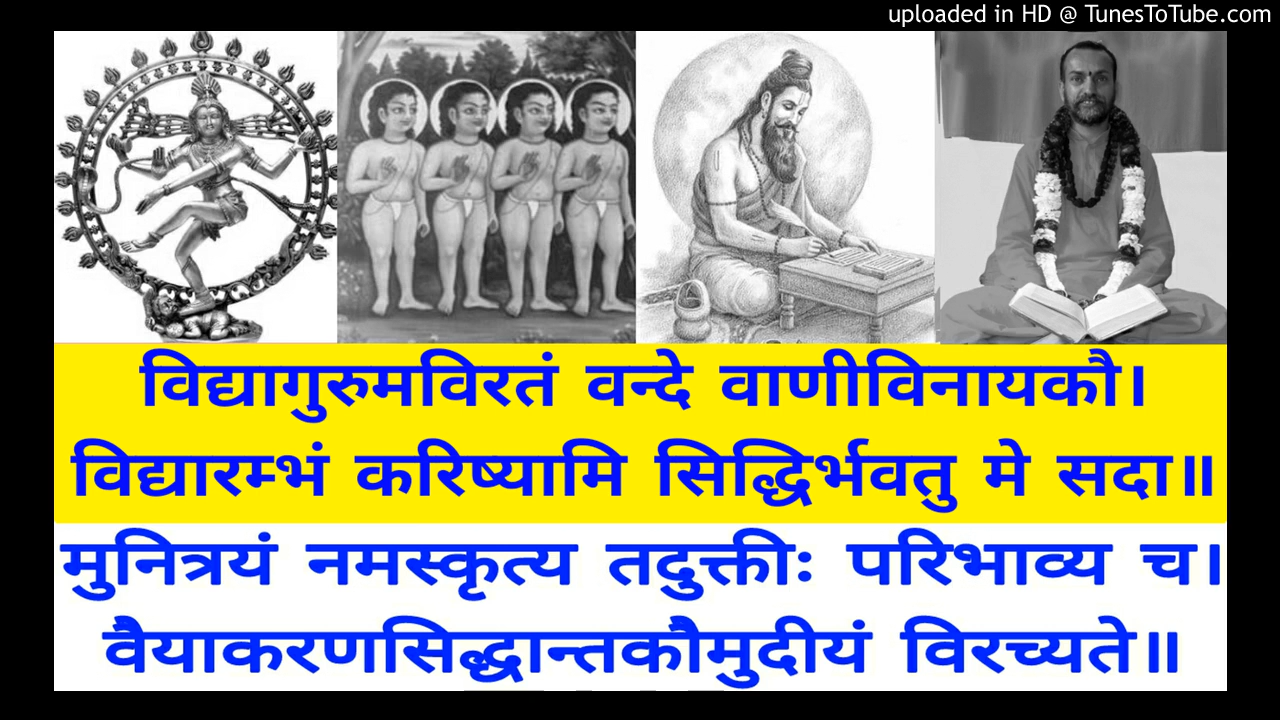 uploaded in HD @ TunesToTube.com
विद्यागुरुमविरतं वन्दे वाणीविनायकौ।
विद्यारम्भं करिष्यामि सिद्धिर्भवतु मे सदा॥
मुनित्रयं नमस्कृत्य तदुक्तीः परिभाव्य च।
वैयाकरणसिद्धान्तकौमुदीयं विरच्यते॥